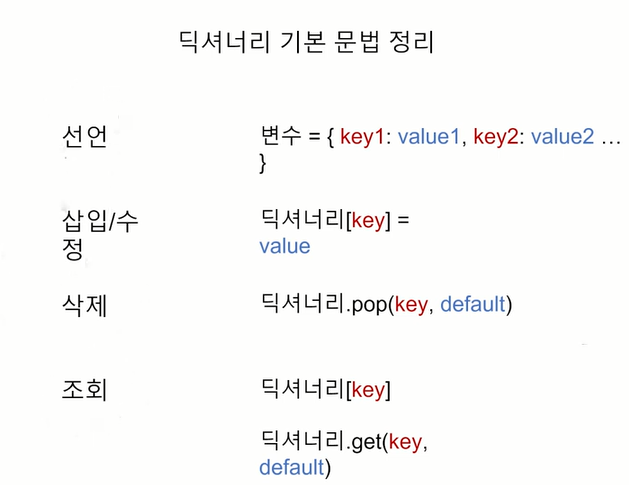 딕셔너리 기본 문법 정리
선언
변수 = { key1: value1, key2: value2 …
}
삽입/수
정
딕셔너리[key] =
value
삭제
딕셔너리.pop(key, default)
조회
딕셔너리[key]
딕셔너리.get(key,
default)